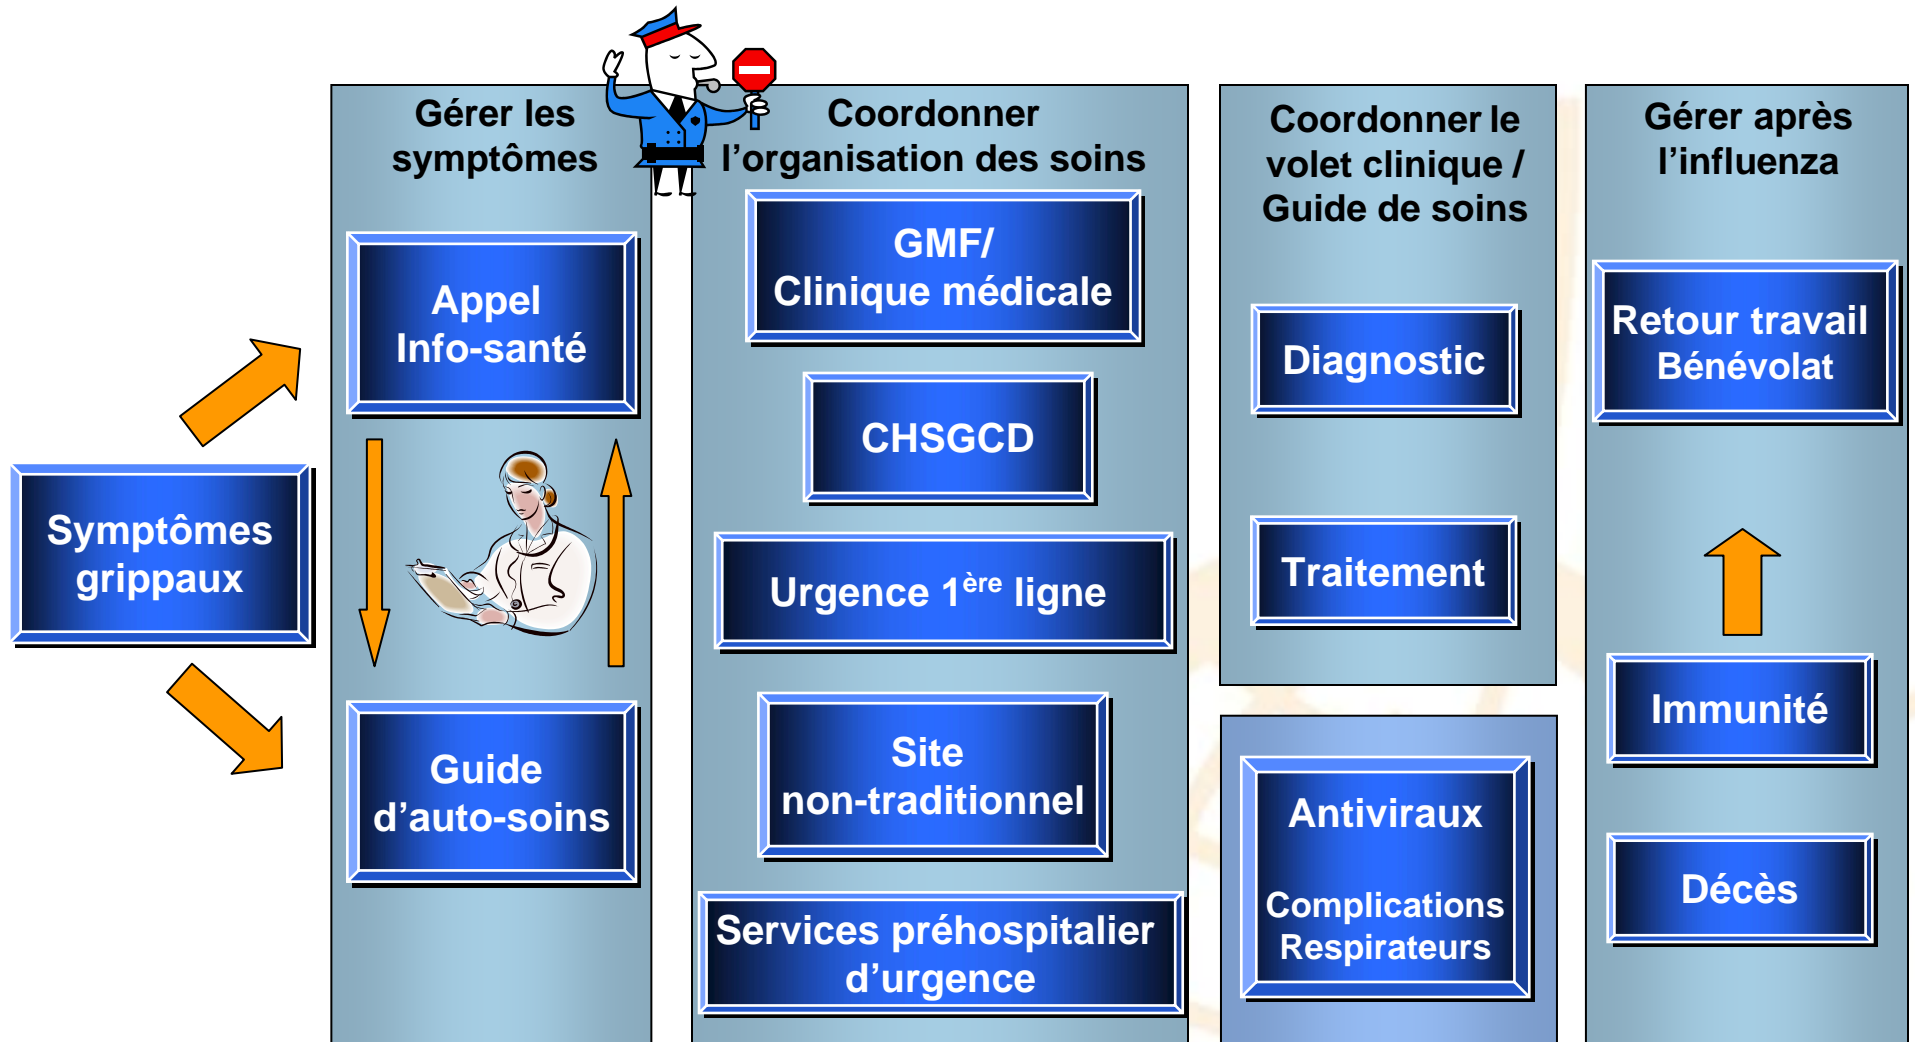 Symptômes
grippaux
Gérer les
symptômes
Appel
Info-santé
Guide
d’auto-soins
Coordonner
l’organisation des soins
GMF/
Clinique médicale
CHSGCD
Urgence 1ère ligne
Site
non-traditionnel
Services préhospitalier
d’urgence
Coordonner le
volet clinique /
Guide de soins
Diagnostic
Traitement
Antiviraux
Complications
Respirateurs
Gérer après
l’influenza
Retour travail
Bénévolat
Immunité
Décès